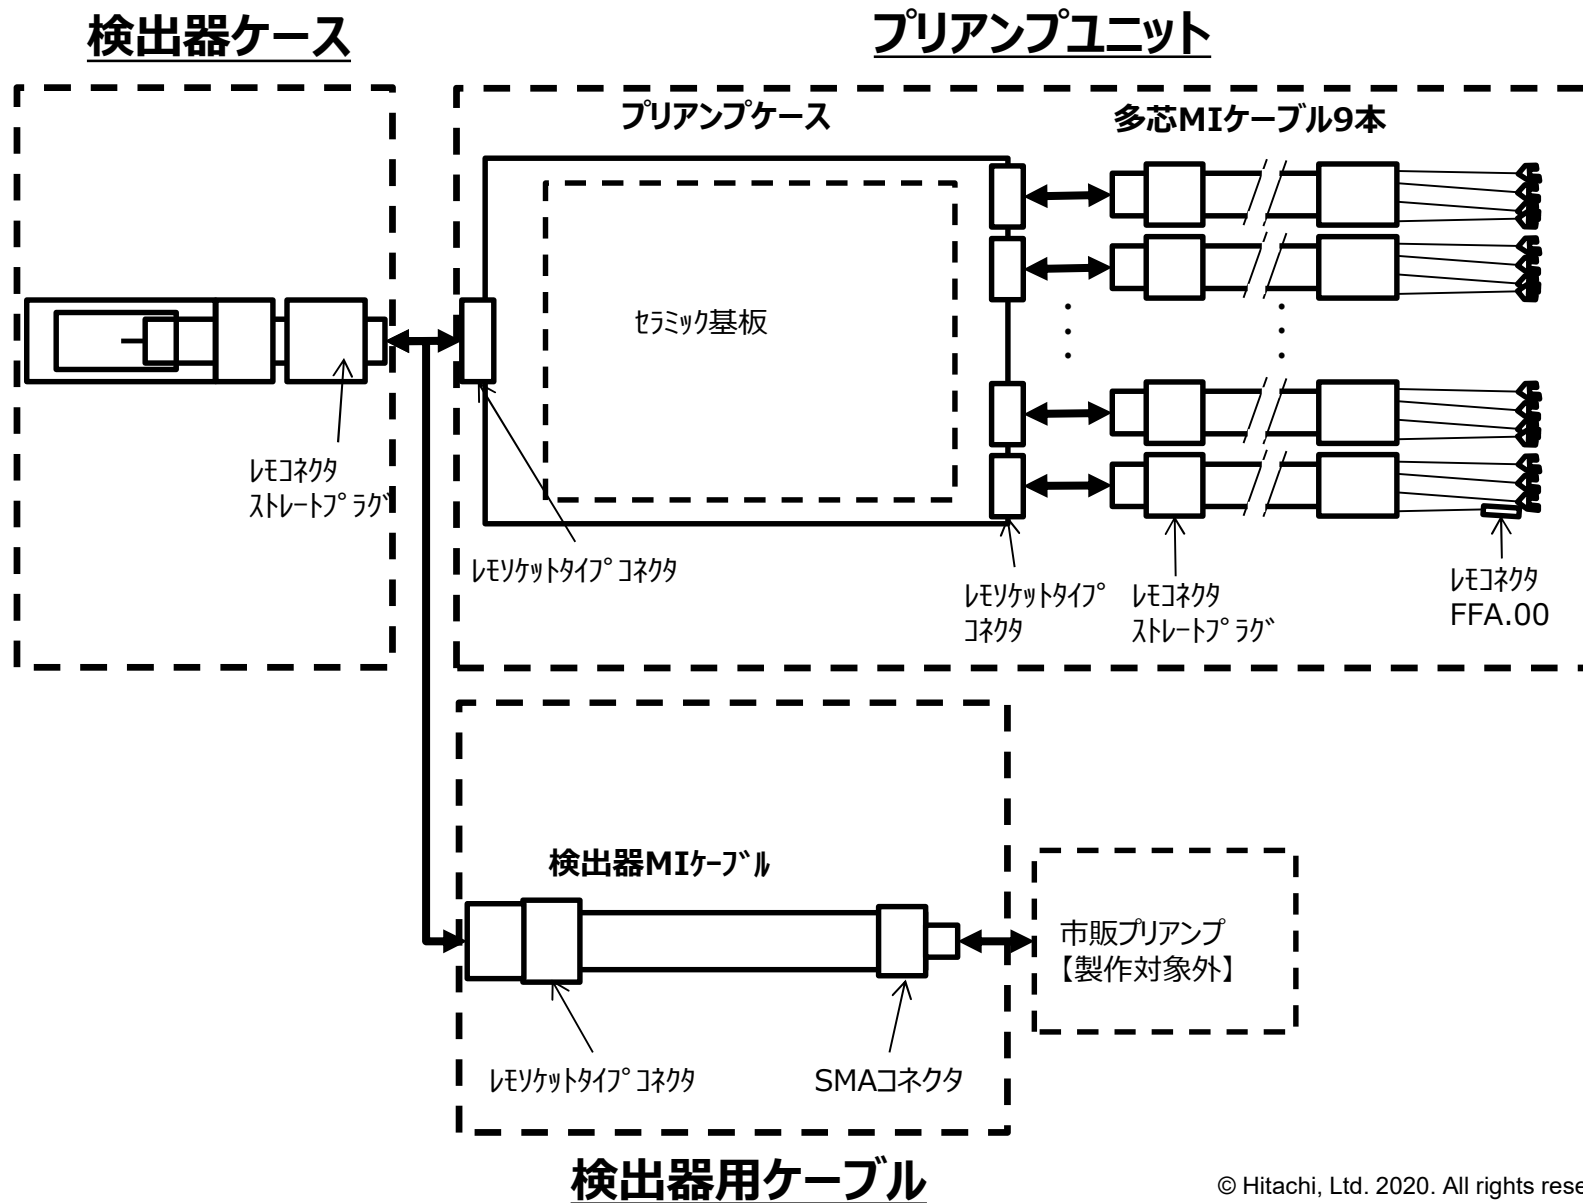 検出器ケース
プリアンプユニット
プリアンプケース
多芯MIケーブル9本
セラミック基板
レモコネクタ
ストレートプラグ
レモソケットタイプコネクタ
レモソケットタイプ
コネクタ
レモコネクタ
ストレートプラグ
レモコネクタ
FFA.00
検出器MIケーブル
市販プリアンプ
【製作対象外】
レモソケットタイプコネクタ
SMAコネクタ
検出器用ケーブル
© Hitachi, Ltd. 2020. All rights rese